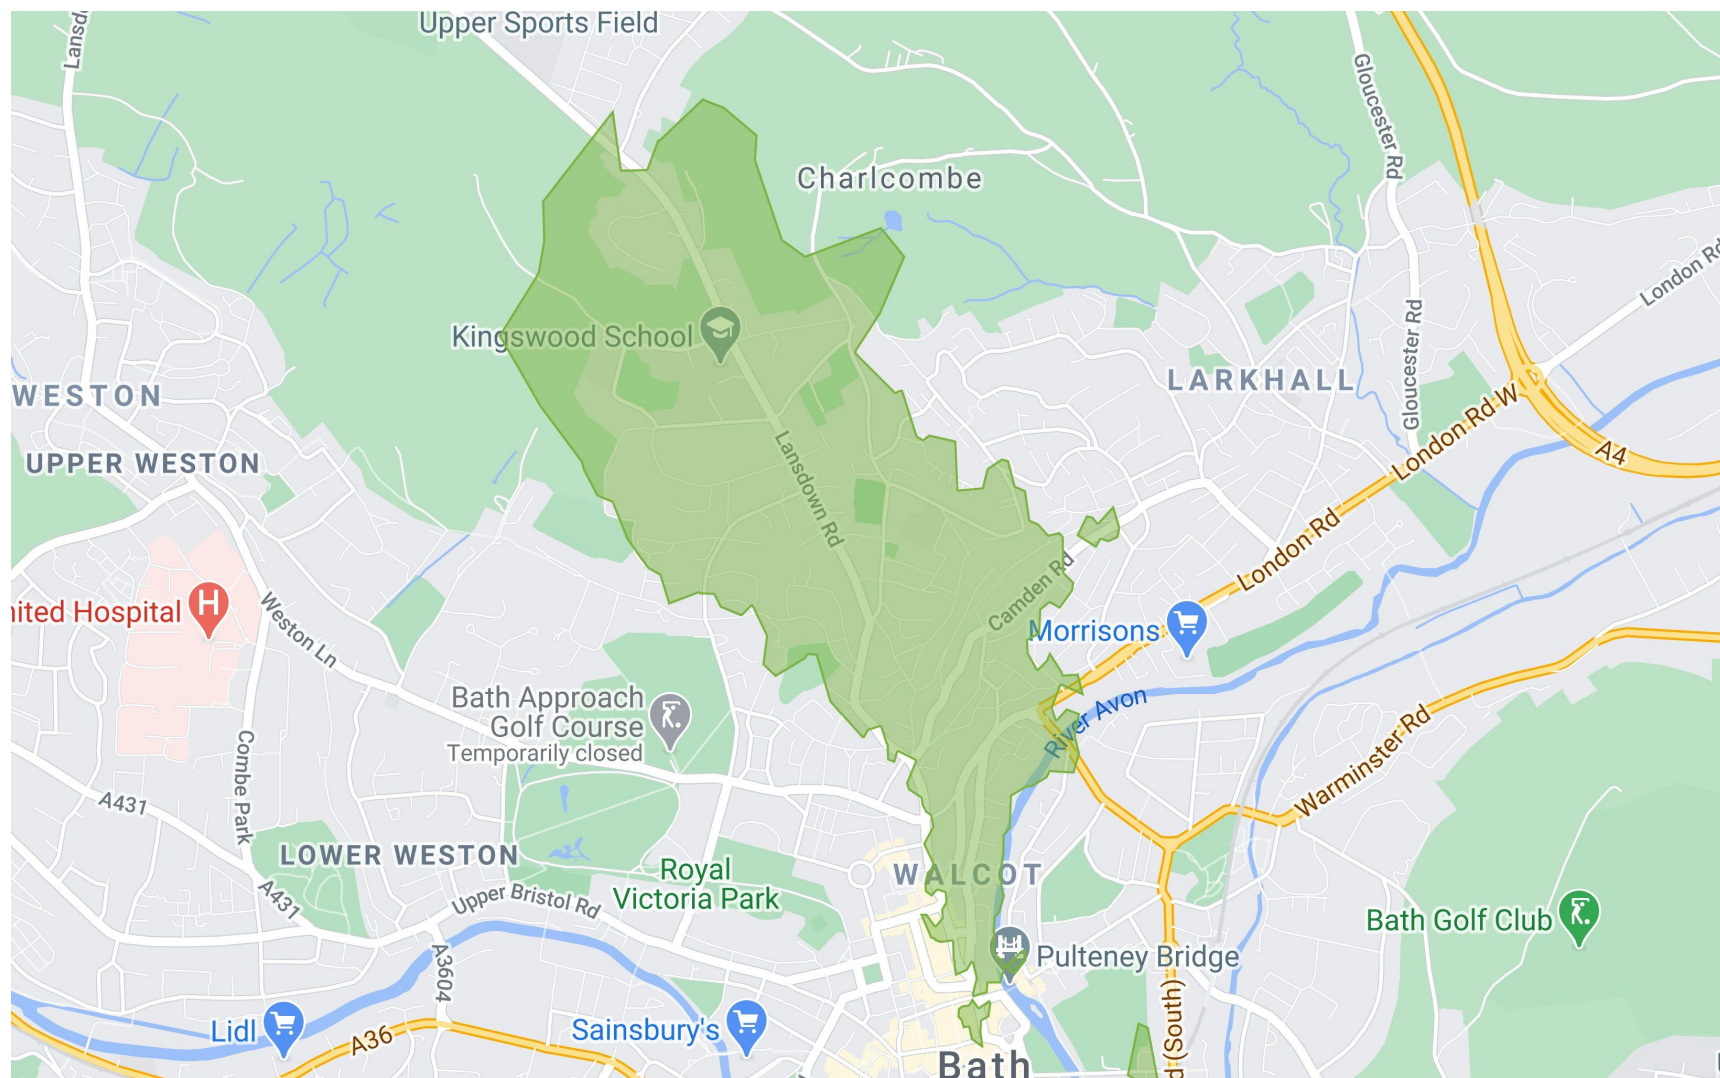 Upper Sports Field
Lansdo
Gloucester Rd
Charlcombe
London Rd
Kingswood School
Gloucester Rd
WESTON
LARKHALL
London Rd W
UPPER WESTON
A4
Lansdown Rd
London Rd
Camden Rd
nited Hospital
H
Weston Ln
Morrisons
Bath Approach
Golf Course
Temporarily closed
River Avon
Warminster Rd
Combe Park
A431
LOWER WESTON
Royal
Victoria Park
WALCOT
A431
Upper Bristol Rd
Bath Golf Club
Pulteney Bridge
A3604
Lidl
A36
Sainsbury's
d (South)
Bath